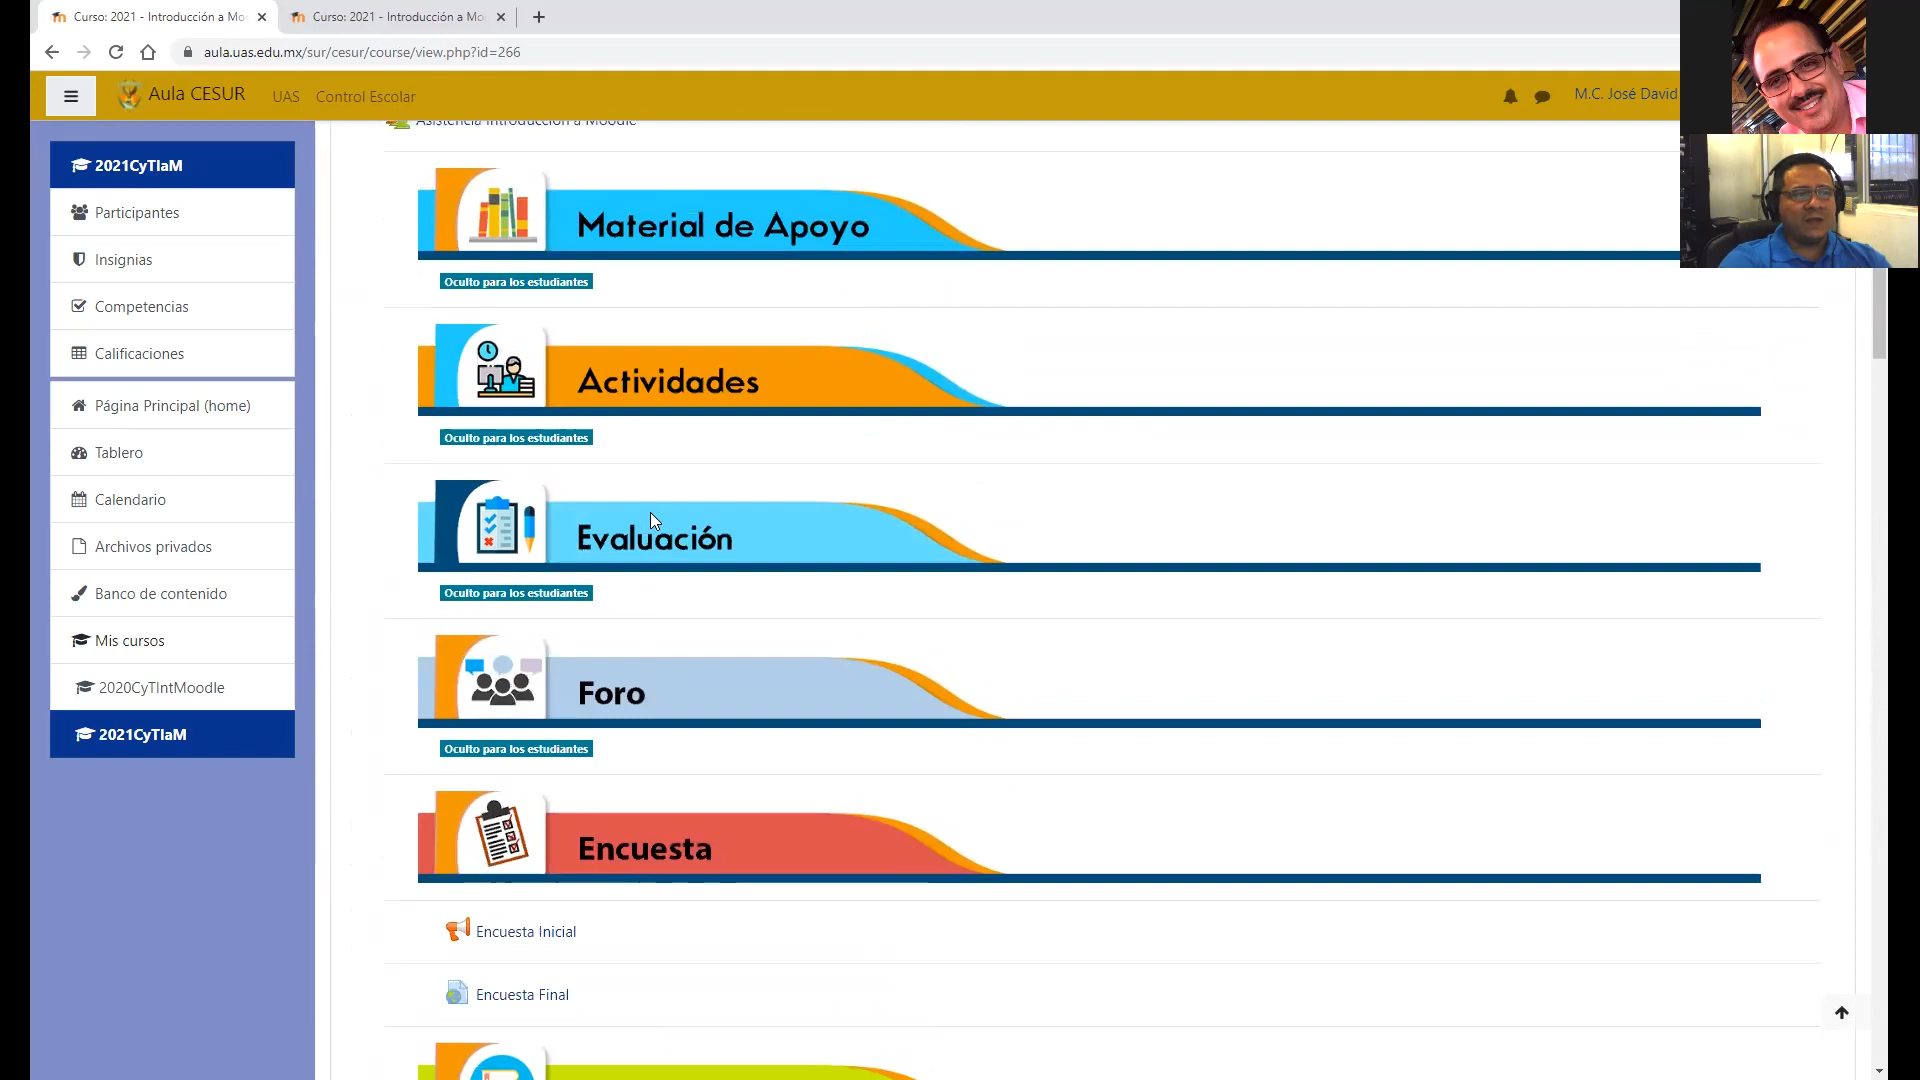 Curso: 2021 - Introducción a Mo
Curso: 2021 - Introducción a Mo
aula.uas.edu.mx/sur/cesur/course/view.php?id=266
Aula CESUR
UAS
Control Escolar
M.C. José David
Asistencia Introducción a Moodle
2021CyTIaM
Participantes
Insignias
Competencias
Calificaciones
Página Principal (home)
Tablero
Calendario
Archivos privados
Banco de contenido
Mis cursos
2020CyTIntMoodle
2021CyTIaM
Material de Apoyo
Oculto para los estudiantes
Actividades
Oculto para los estudiantes
Evaluación
Oculto para los estudiantes
Foro
Oculto para los estudiantes
Encuesta
Encuesta Inicial
Encuesta Final